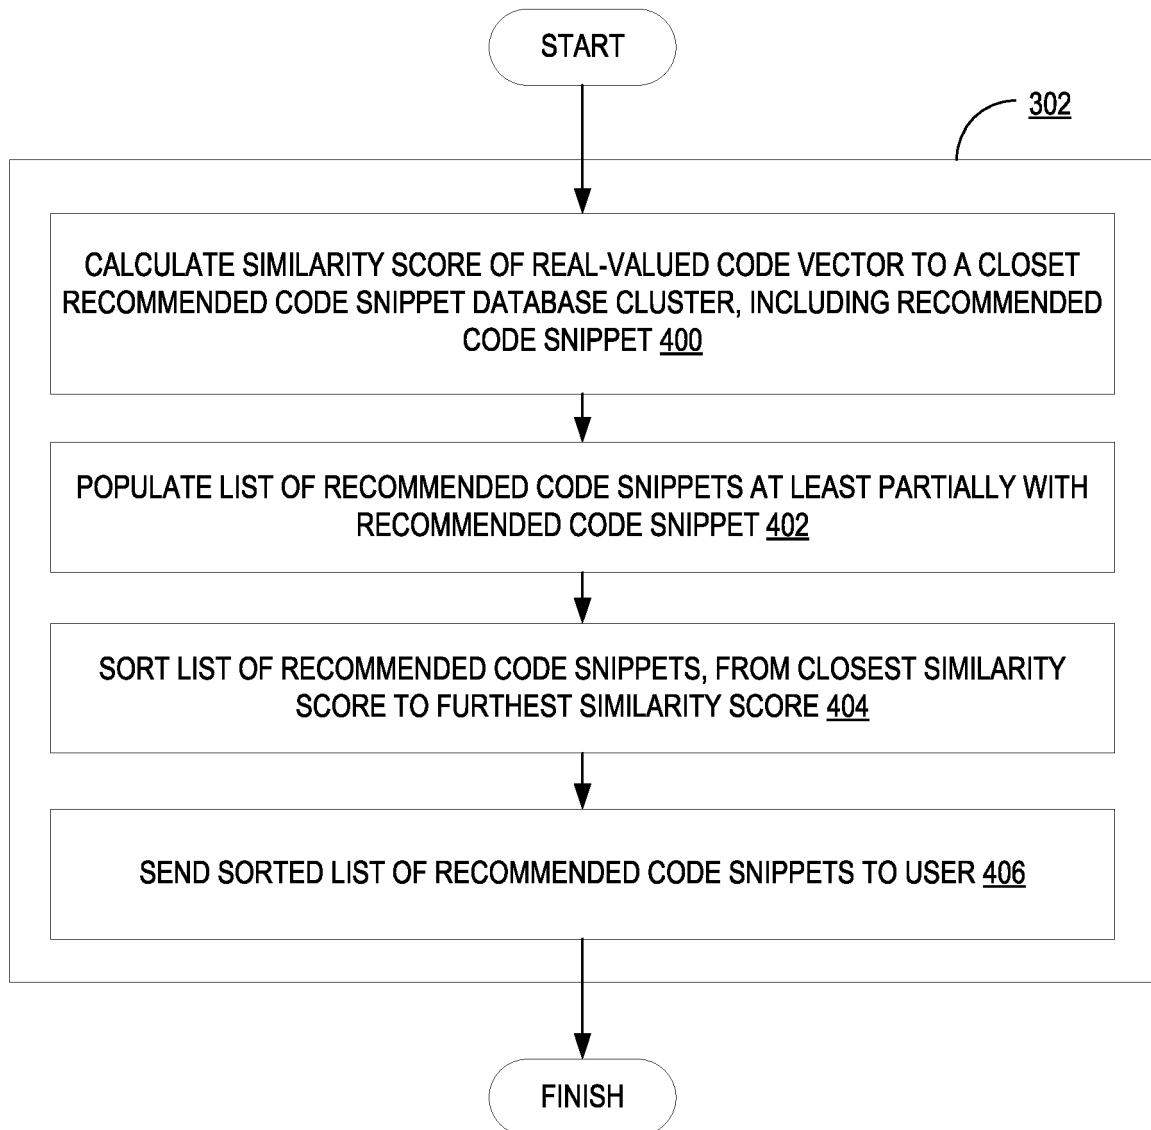 START
302
CALCULATE SIMILARITY SCORE OF REAL-VALUED CODE VECTOR TO A CLOSET
RECOMMENDED CODE SNIPPET DATABASE CLUSTER, INCLUDING RECOMMENDED
CODE SNIPPET 400
POPULATE LIST OF RECOMMENDED CODE SNIPPETS AT LEAST PARTIALLY WITH
RECOMMENDED CODE SNIPPET 402
SORT LIST OF RECOMMENDED CODE SNIPPETS, FROM CLOSEST SIMILARITY
SCORE TO FURTHEST SIMILARITY SCORE 404
SEND SORTED LIST OF RECOMMENDED CODE SNIPPETS TO USER 406
FINISH